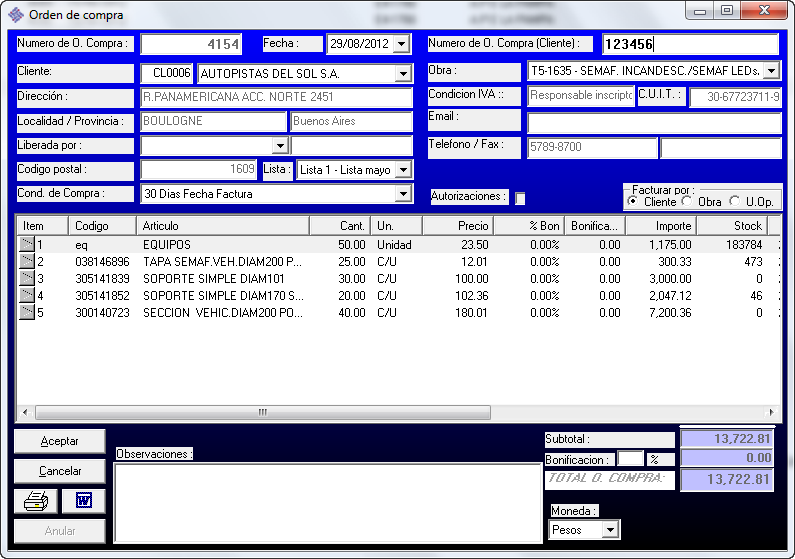 Orden de compra
Numero de O. Compra : 4154 Fecha : 29/08/2012 Numero de O. Compra (Cliente) : 123456
Cliente: CL0006 AUTOPISTAS DEL SOL S.A. Obra : T5-1635 - SEMAF. INCANDESC./SEMAF LEDs.
Dirección : R.PANAMERICANA ACC. NORTE 2451 Condicion IVA :: Responsable inscripto C.U.I.T. : 30-67723711-9
Localidad / Provincia : BOULOGNE Buenos Aires Email :
Liberada por : Telefono / Fax : 5789-8700
Codigo postal : 1609 Lista : Lista 1 - Lista mayo
Cond. de Compra : 30 Dias Fecha Factura Autorizaciones : Facturar por :
Cliente Obra U.Op.
Item Codigo Articulo Cant. Un. Precio % Bon Bonifica... Importe Stock
1 eq EQUIPOS 50.00 Unidad 23.50 0.00% 0.00 1,175.00 183784
2 038146896 TAPA SEMAF.VEH.DIAM200 P... 25.00 C/U 12.01 0.00% 0.00 300.33 473
3 305141839 SOPORTE SIMPLE DIAM101 30.00 C/U 100.00 0.00% 0.00 3,000.00 0
4 305141852 SOPORTE SIMPLE DIAM170 S... 20.00 C/U 102.36 0.00% 0.00 2,047.12 46
5 300140723 SECCION VEHIC.DIAM200 PO... 40.00 C/U 180.01 0.00% 0.00 7,200.36 0
Aceptar
Cancelar
W
Anular
Observaciones :
Subtotal : 13,722.81
Bonificacion : % 0.00
TOTAL O. COMPRA: 13,722.81
Moneda :
Pesos